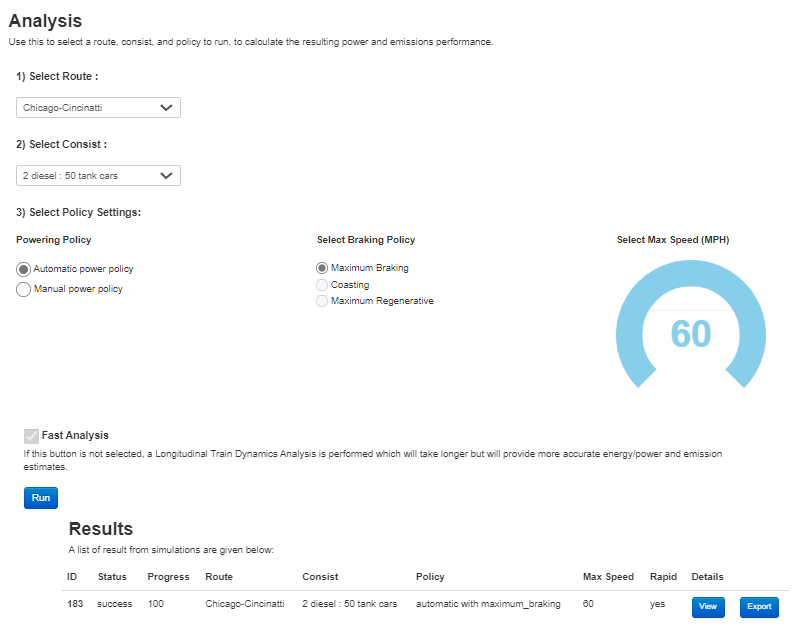 Analysis
Use this to select a route, consist, and policy to run, to calculate the resulting power and emissions performance.
1) Select Route :
Chicago-Cincinatti
2) Select Consist :
2 diesel : 50 tank cars
3) Select Policy Settings:
Powering Policy
Automatic power policy
Manual power policy
Select Braking Policy
Maximum Braking
Coasting
Maximum Regenerative
Select Max Speed (MPH)
60
Fast Analysis
If this button is not selected, a Longitudinal Train Dynamics Analysis is performed which will take longer but will provide more accurate energy/power and emission
estimates.
Run
Results
A list of result from simulations are given below:
ID Status Progress Route Consist Policy Max Speed Rapid Details
183 success 100 Chicago-Cincinatti 2 diesel : 50 tank cars automatic with maximum_braking 60 yes View Export